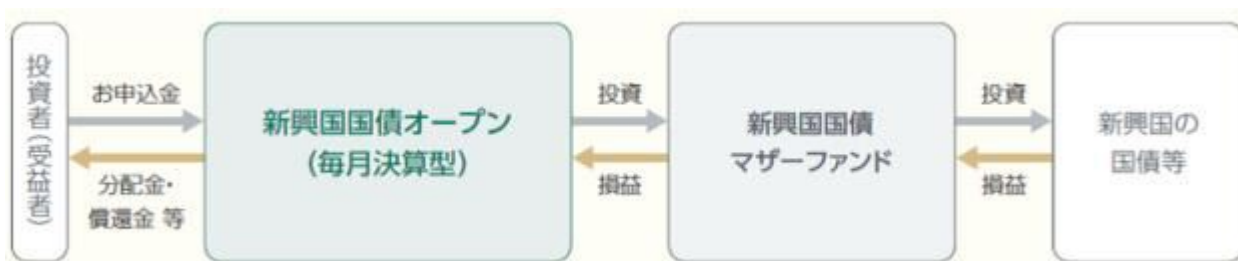 投資者(受益者)
お申込金
分配金・
償還金 等
新興国国債オープン
(毎月決算型)
投資
損益
新興国国債
マザーファンド
投資
損益
新興国の
国債等